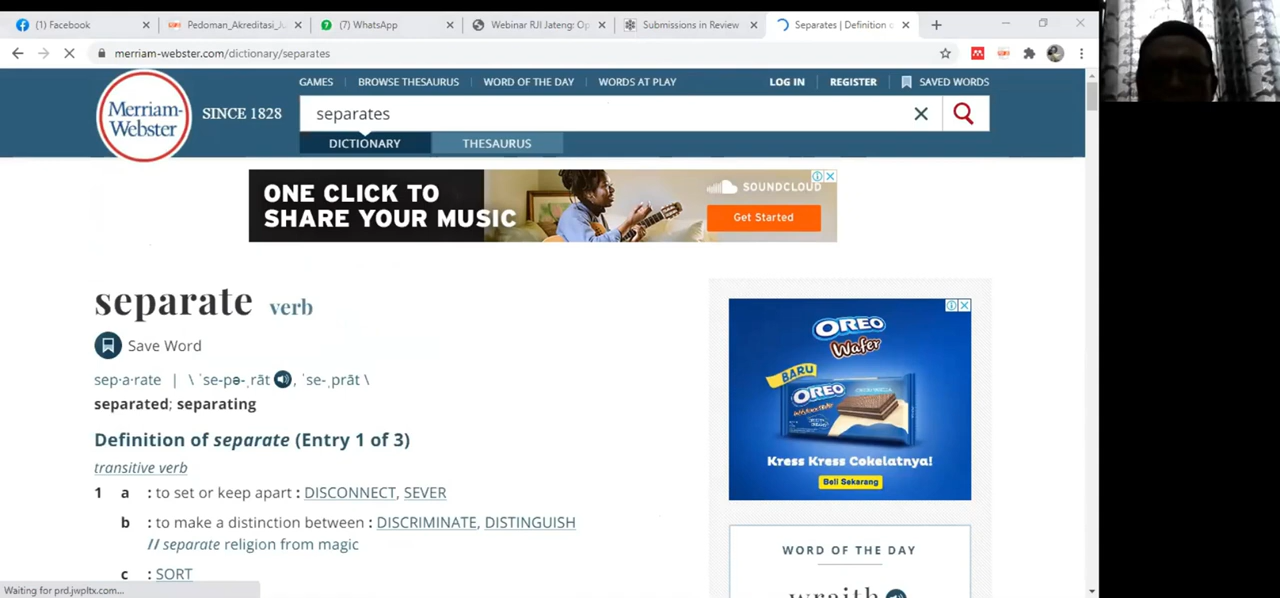 (1) Facebook
Pedoman_Akreditasi_Ju
(7) WhatsApp
Webinar RJI Jateng: Op
Submissions in Review
Separates | Definition o
merriam-webster.com/dictionary/separates
GAMES BROWSE THESAURUS WORD OF THE DAY WORDS AT PLAY LOG IN REGISTER SAVED WORDS
Merriam-
Webster
SINCE 1828
separates
DICTIONARY THESAURUS
ONE CLICK TO
SHARE YOUR MUSIC
SOUNDCLOUD
Get Started
separate verb
Save Word
sep·a·rate | \ ˈse-pə-ˌrāt , ˈse-ˌprāt \
separated; separating
Definition of separate (Entry 1 of 3)
transitive verb
1 a : to set or keep apart : DISCONNECT, SEVER
b : to make a distinction between : DISCRIMINATE, DISTINGUISH
// separate religion from magic
c : SORT
OREO
Wafer
BARU
OREO
Kress Kress Cokelatnya!
Beli Sekarang
WORD OF THE DAY
wraith
Waiting for prd.jwpltx.com...